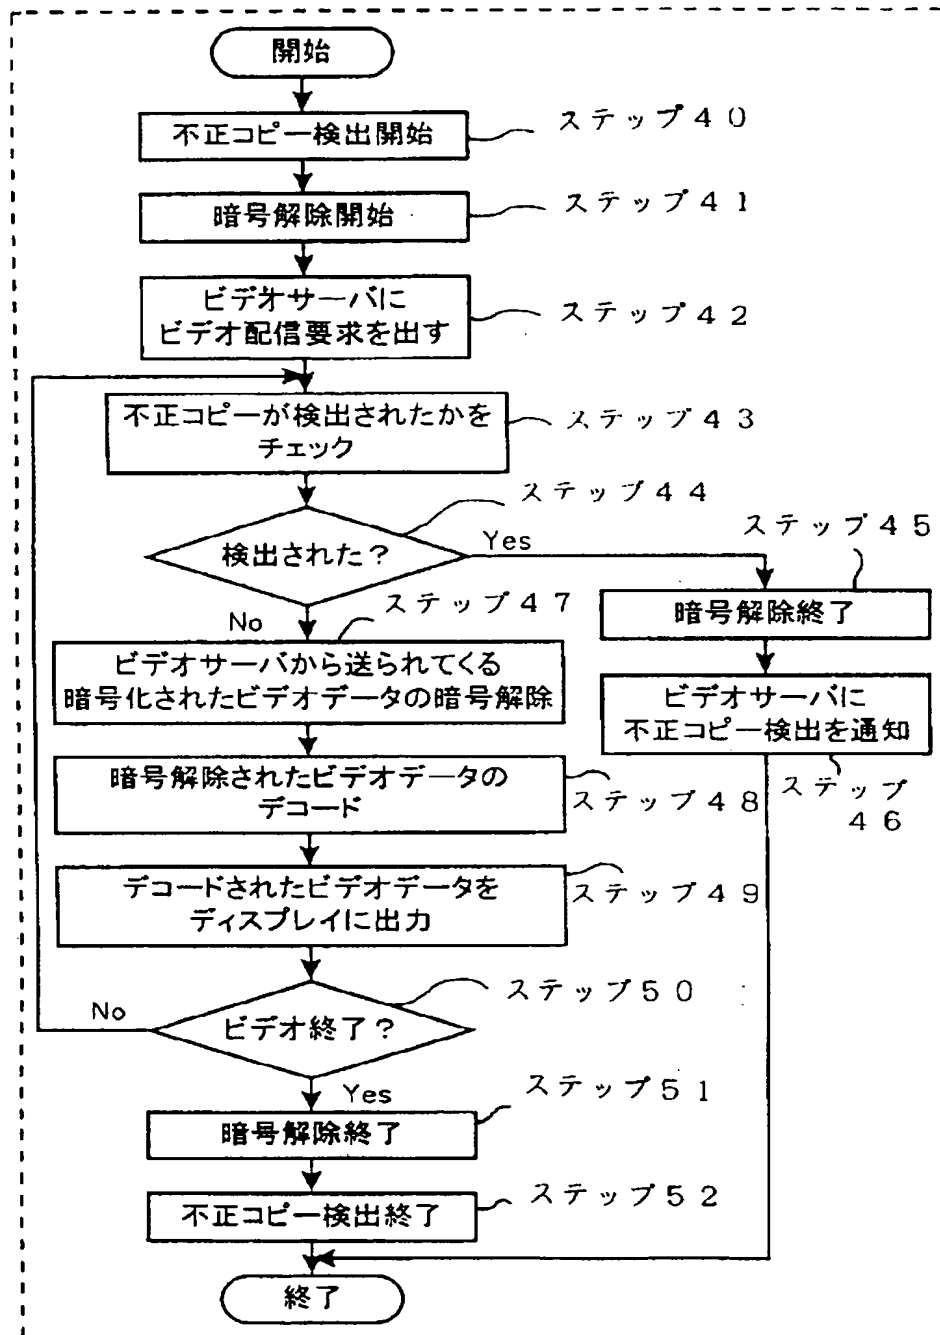 開始
不正コピー検出開始
ステップ40
暗号解除開始
ステップ41
ビデオサーバに
ビデオ配信要求を出す
ステップ42
不正コピーが検出されたかを
チェック
ステップ43
検出された?
ステップ44
Yes
ステップ45
暗号解除終了
No
ステップ47
ビデオサーバから送られてくる
暗号化されたビデオデータの暗号解除
ビデオサーバに
不正コピー検出を通知
ステップ
46
暗号解除されたビデオデータの
デコード
ステップ48
デコードされたビデオデータを
ディスプレイに出力
ステップ49
ビデオ終了?
ステップ50
No
Yes
暗号解除終了
ステップ51
不正コピー検出終了
ステップ52
終了